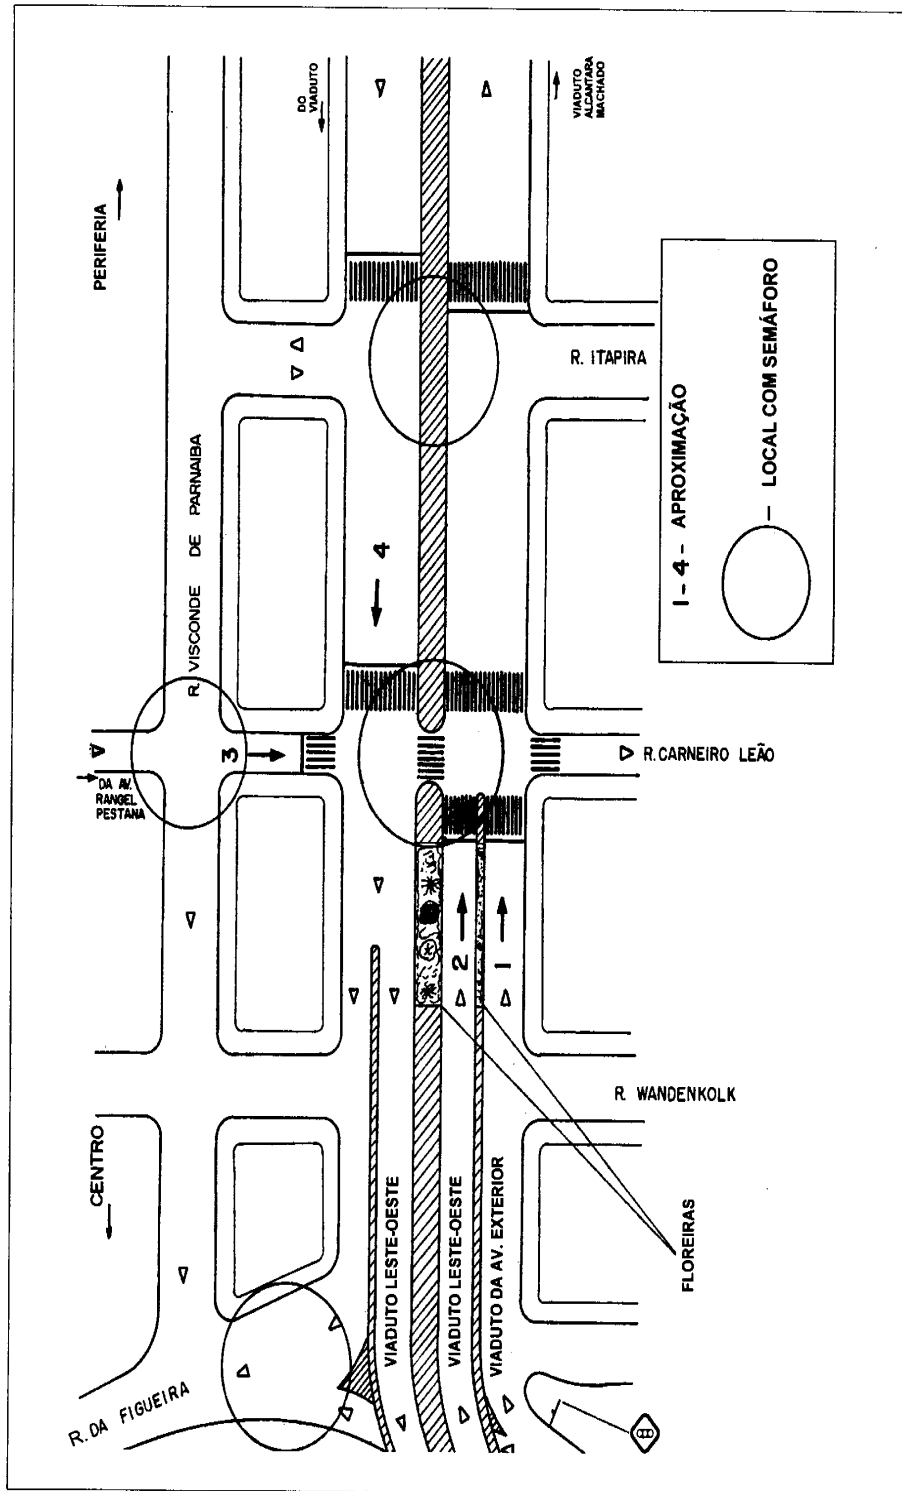 DO
VIADUTO
VIADUTO
ALCANTARA
MACHADO
PERIFERIA
R. ITAPIRA
1 - 4 - APROXIMAÇÃO
— LOCAL COM SEMÁFORO
R. VISCONDE DE PARNAIBA
4
3
R. CARNEIRO LEÃO
DA AV.
RANGEL
PESTANA
2
1
R. WANDENKOLK
CENTRO
VIADUTO LESTE-OESTE
VIADUTO LESTE-OESTE
VIADUTO DA AV. EXTERIOR
FLOREIRAS
R. DA FIGUEIRA